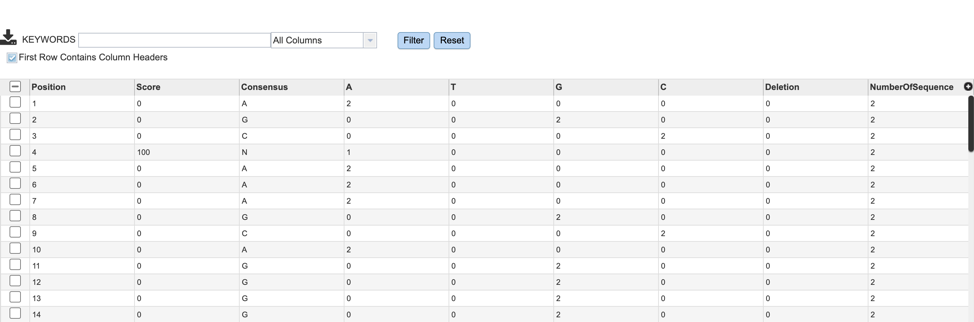 KEYWORDS All Columns Filter Reset
First Row Contains Column Headers
Position Score Consensus A T G C Deletion NumberOfSequence
1 0 A 2 0 0 0 0 2
2 0 G 0 0 2 0 0 2
3 0 C 0 0 0 2 0 2
4 100 N 1 0 0 0 0 2
5 0 A 2 0 0 0 0 2
6 0 A 2 0 0 0 0 2
7 0 A 2 0 0 0 0 2
8 0 G 0 0 2 0 0 2
9 0 C 0 0 0 2 0 2
10 0 A 2 0 0 0 0 2
11 0 G 0 0 2 0 0 2
12 0 G 0 0 2 0 0 2
13 0 G 0 0 2 0 0 2
14 0 G 0 0 2 0 0 2